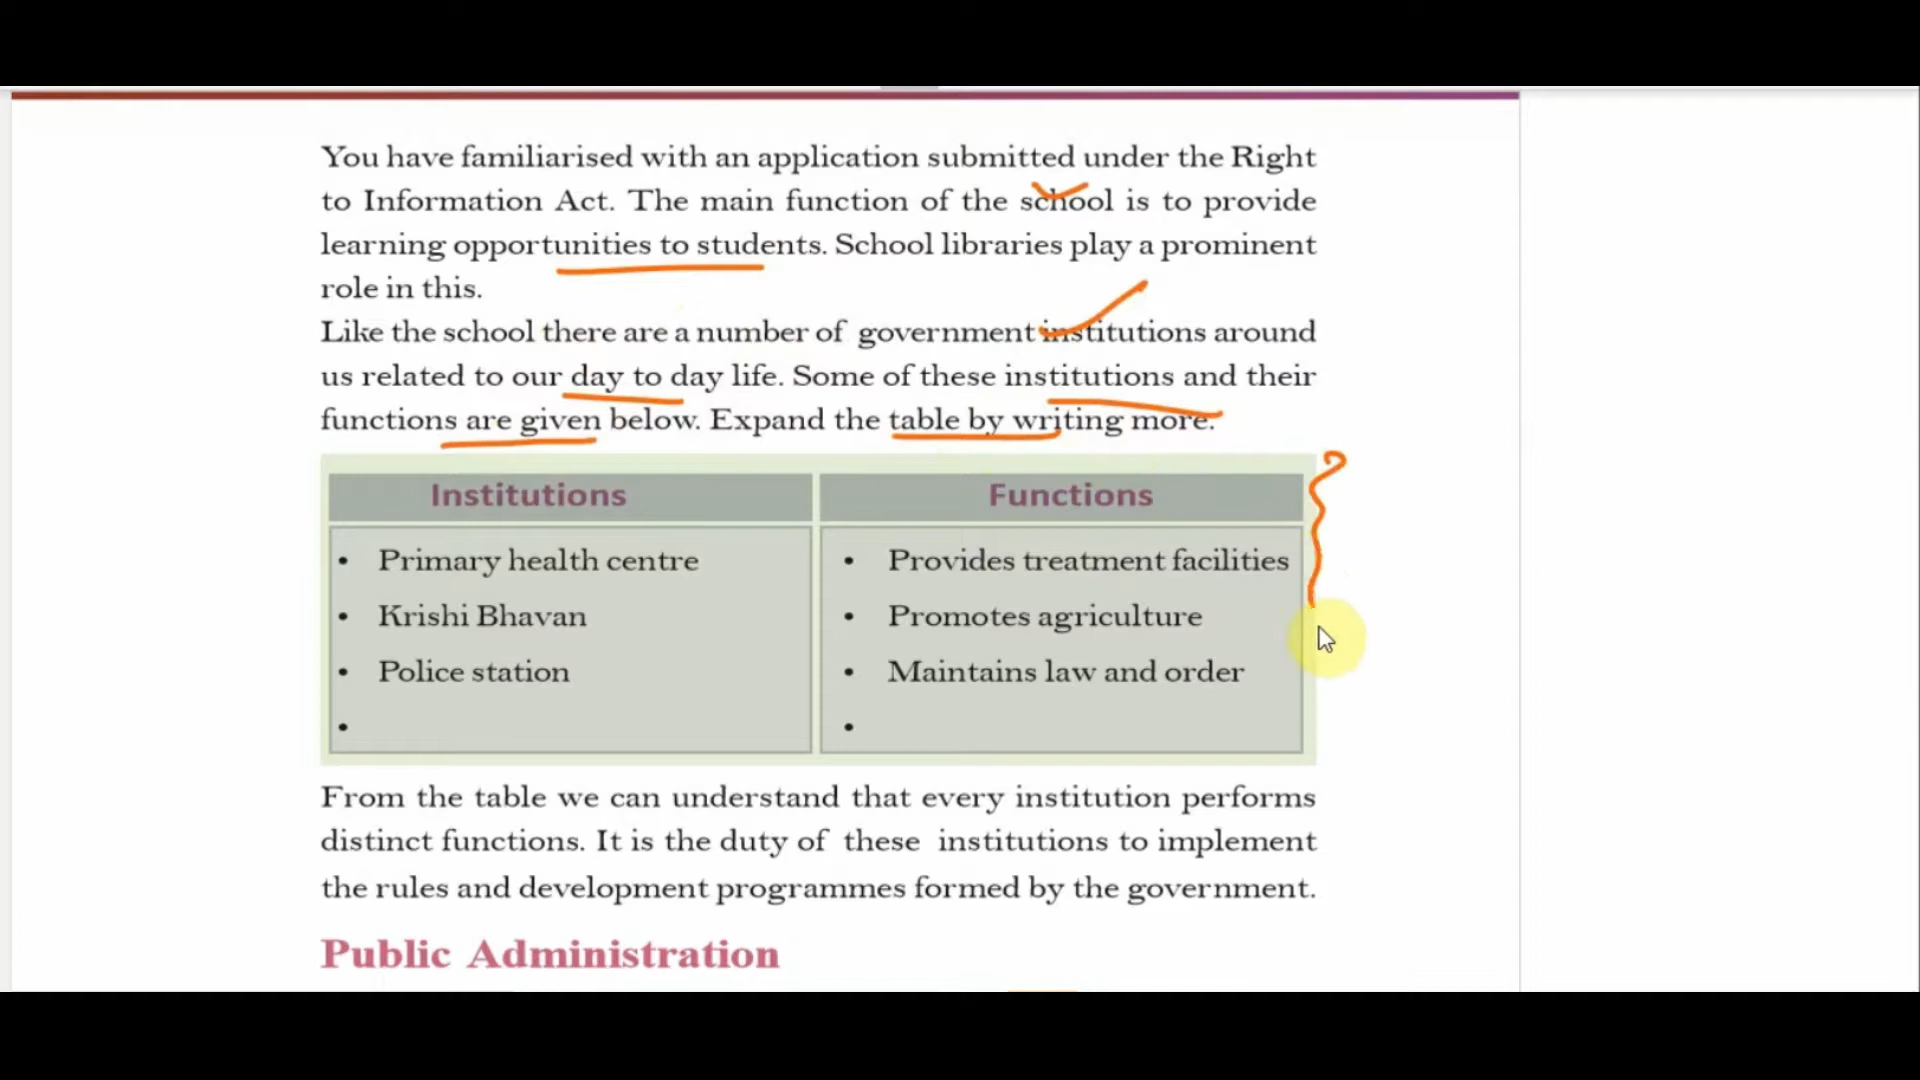 You have familiarised with an application submitted under the Right
to Information Act. The main function of the school is to provide
learning opportunities to students. School libraries play a prominent
role in this.
Like the school there are a number of government institutions around
us related to our day to day life. Some of these institutions and their
functions are given below. Expand the table by writing more.
Institutions
Functions
• Primary health centre
• Provides treatment facilities
• Krishi Bhavan
• Promotes agriculture
• Police station
• Maintains law and order
•
•
From the table we can understand that every institution performs
distinct functions. It is the duty of these institutions to implement
the rules and development programmes formed by the government.
Public Administration